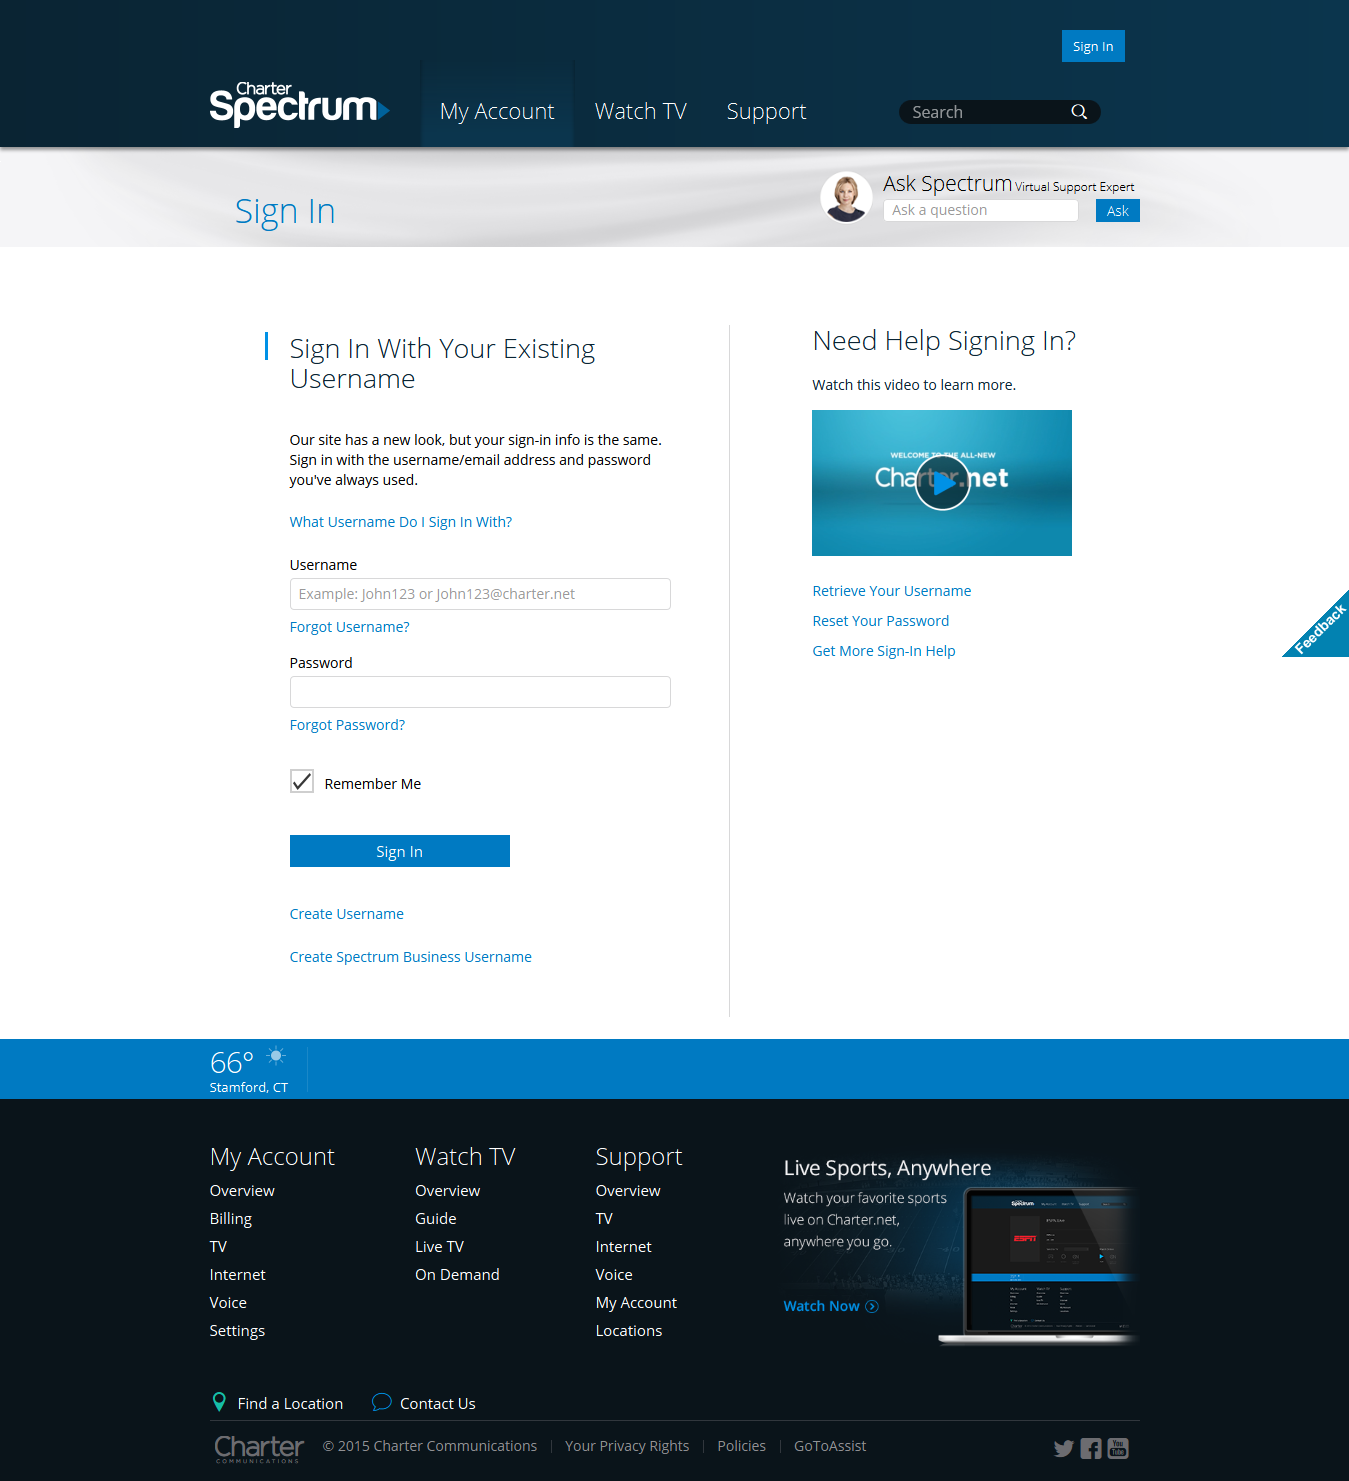 Sign In
Charter
Spectrum
My Account
Watch TV
Support
Search
Sign In
Ask Spectrum Virtual Support Expert
Ask a question
Ask
Sign In With Your Existing
Username
Our site has a new look, but your sign-in info is the same.
Sign in with the username/email address and password
you've always used.
What Username Do I Sign In With?
Username
Example: John123 or John123@charter.net
Forgot Username?
Password
Forgot Password?
Remember Me
Sign In
Create Username
Create Spectrum Business Username
Need Help Signing In?
Watch this video to learn more.
WELCOME TO THE ALL-NEW
Charter.net
Retrieve Your Username
Reset Your Password
Get More Sign-In Help
Feedback
66°
Stamford, CT
My Account
Overview
Billing
TV
Internet
Voice
Settings
Watch TV
Overview
Guide
Live TV
On Demand
Support
Overview
TV
Internet
Voice
My Account
Locations
Live Sports, Anywhere
Watch your favorite sports
live on Charter.net,
anywhere you go.
Watch Now
Spectrum
ESPN
Find a Location
Contact Us
Charter
COMMUNICATIONS
© 2015 Charter Communications
Your Privacy Rights
Policies
GoToAssist
You
Tube